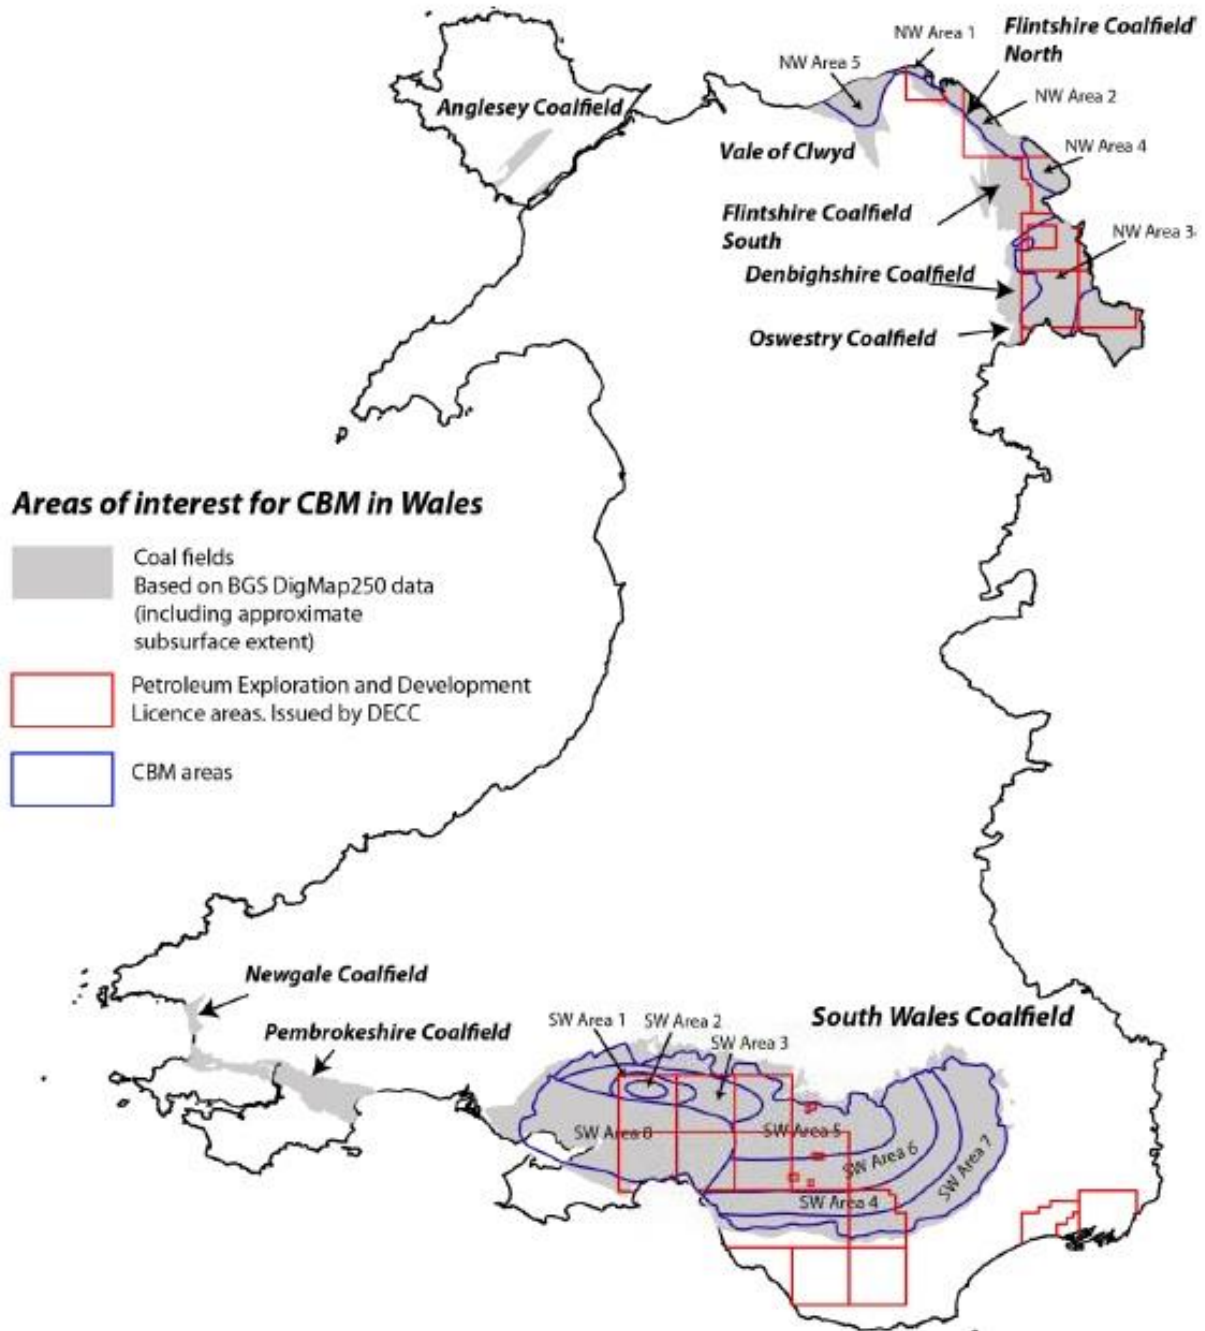 NW Area 1
Flintshire Coalfield
North
NW Area 5
NW Area 2
Anglesey Coalfield
Vale of Clwyd
NW Area 4
Flintshire Coalfield
South
NW Area 3
Denbighshire Coalfield
Oswestry Coalfield
Areas of interest for CBM in Wales
Coal fields
Based on BGS DigMap250 data
(including approximate
subsurface extent)
Petroleum Exploration and Development
Licence areas. Issued by DECC
CBM areas
Newgale Coalfield
Pembrokeshire Coalfield
South Wales Coalfield
SW Area 1
SW Area 2
SW Area 3
SW Area 8
SW Area 5
SW Area 6
SW Area 7
SW Area 4